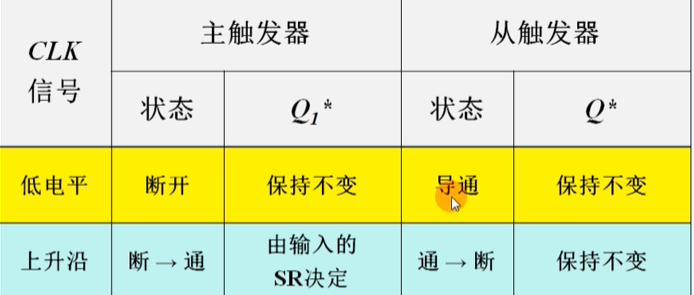 CLK 信号 主触发器 从触发器
状态 Q₁* 状态 Q*
低电平 断开 保持不变 导通 保持不变
上升沿 断 → 通 由输入的 SR决定 通 → 断 保持不变